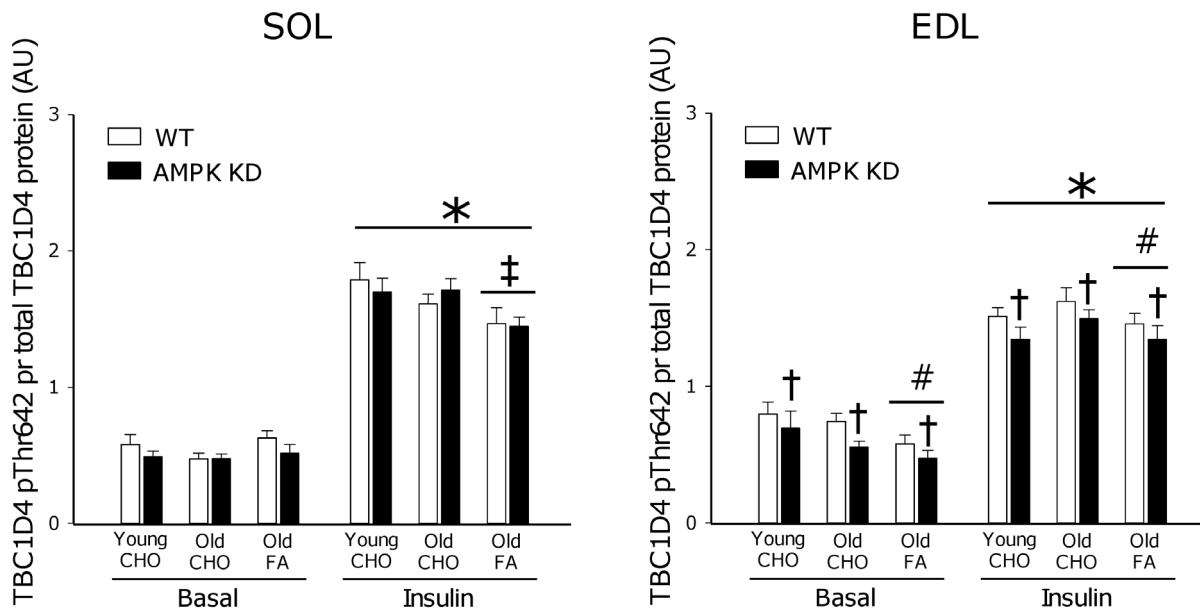 SOL
TBC1D4 pThr642 pr total TBC1D4 protein (AU)
3
2
1
0
WT
AMPK KD
*
‡
Young Old Old Young Old Old
CHO CHO FA CHO CHO FA
Basal Insulin
EDL
TBC1D4 pThr642 pr total TBC1D4 protein (AU)
3
2
1
0
WT
AMPK KD
*
#
† † †
#
† † †
Young Old Old Young Old Old
CHO CHO FA CHO CHO FA
Basal Insulin